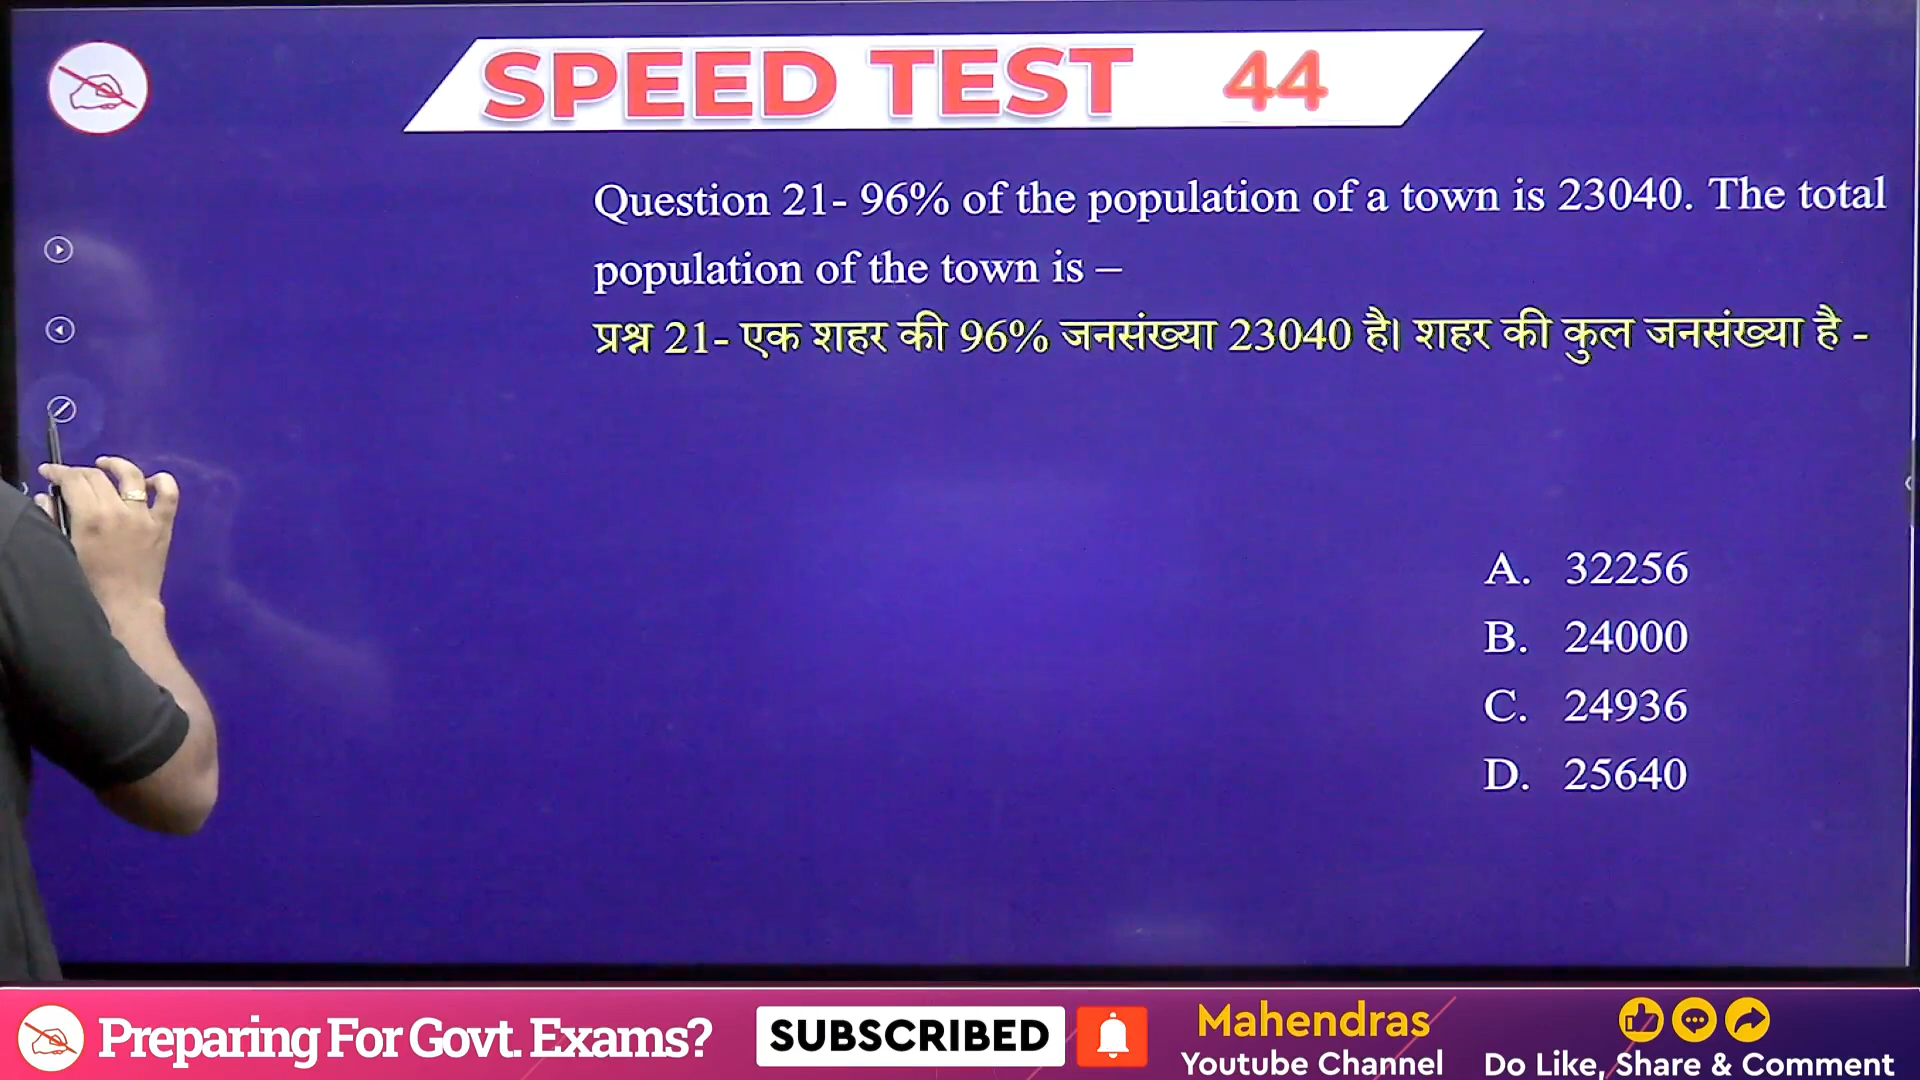 SPEED TEST 44
Question 21- 96% of the population of a town is 23040. The total
population of the town is –
प्रश्न 21- एक शहर की 96% जनसंख्या 23040 है। शहर की कुल जनसंख्या है -
A. 32256
B. 24000
C. 24936
D. 25640
Preparing For Govt. Exams?
SUBSCRIBED
Mahendras
Youtube Channel
Do Like, Share & Comment